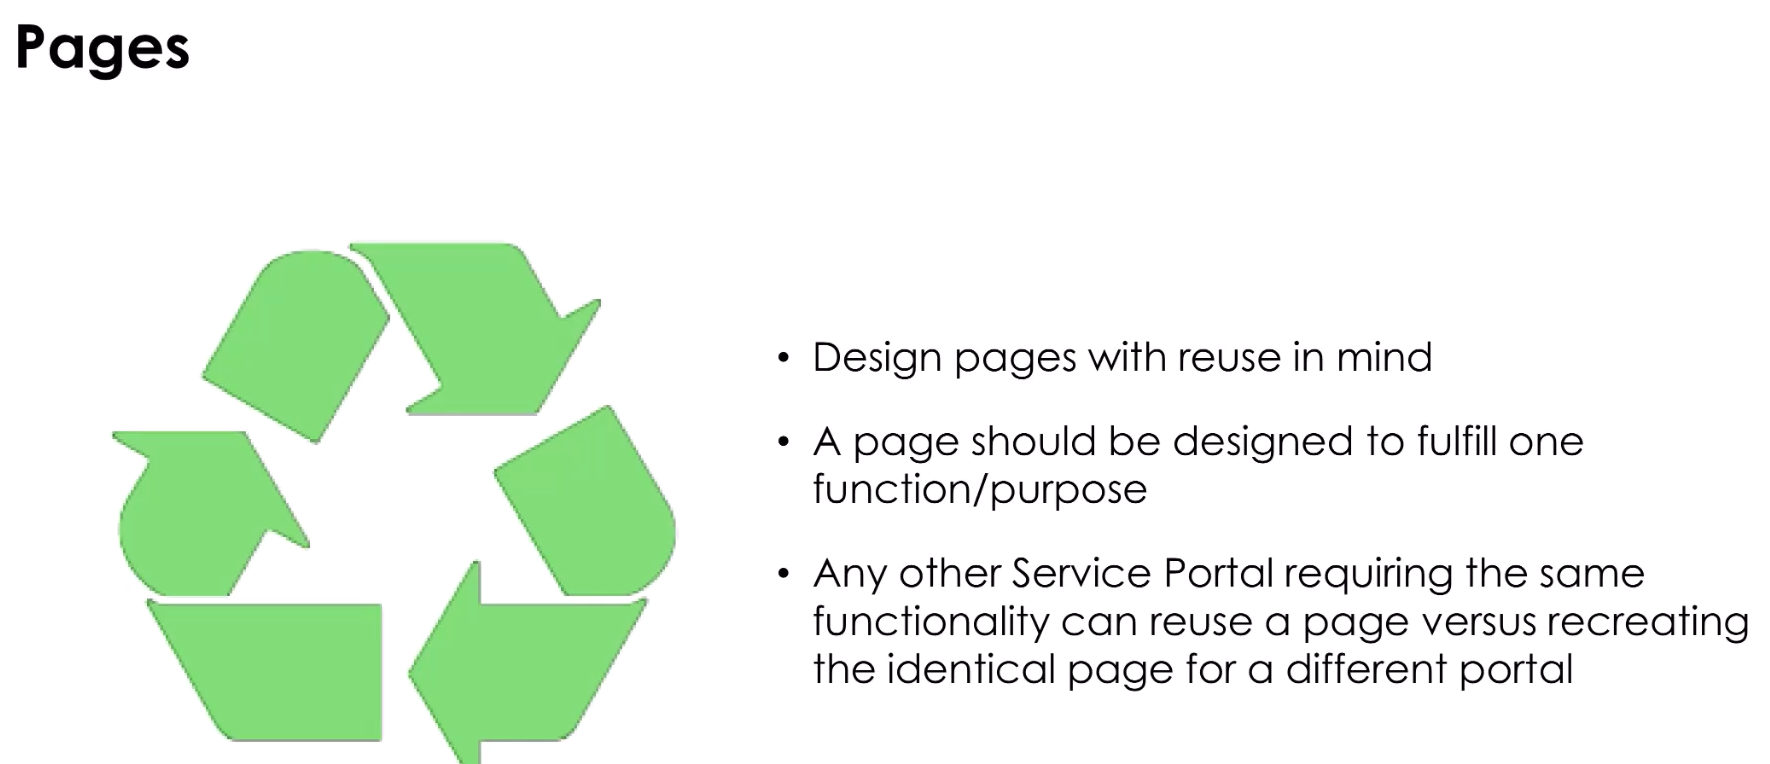 Pages
• Design pages with reuse in mind
• A page should be designed to fulfill one
function/purpose
• Any other Service Portal requiring the same
functionality can reuse a page versus recreating
the identical page for a different portal